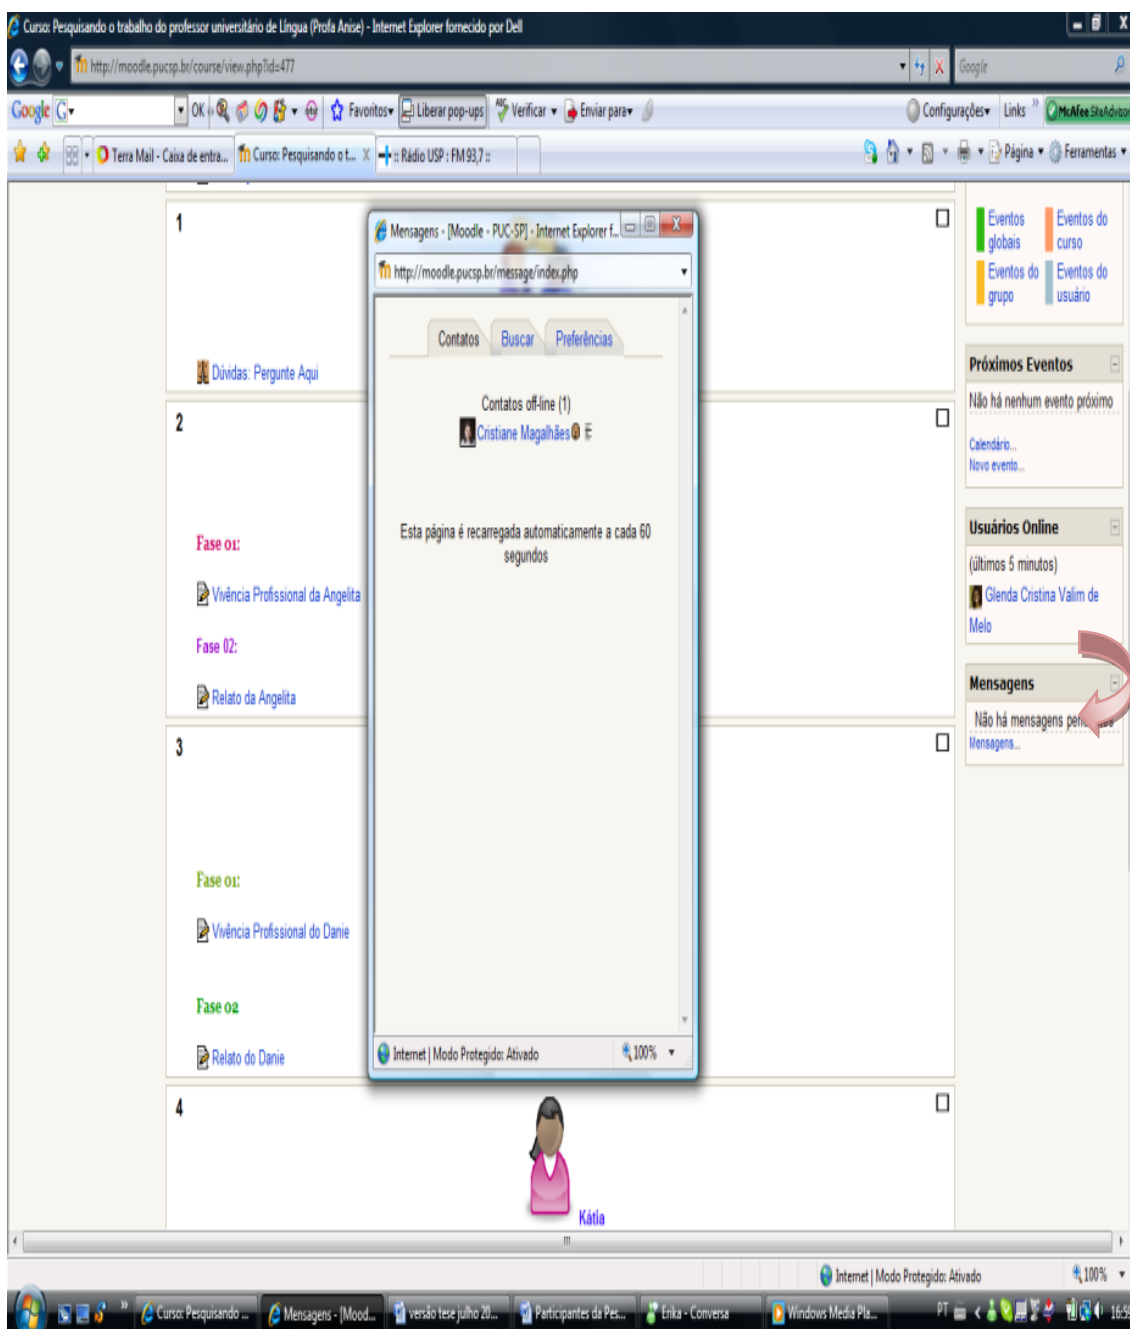 Curso: Pesquisando o trabalho do professor universitário de Língua (Profa Anise) - Internet Explorer fornecido por Dell
http://moodle.pucsp.br/course/view.php?id=477
Google
Google G OK Favoritos Liberar pop-ups Verificar Enviar para Configurações Links McAfee SiteAdvisor
Terra Mail - Caixa de entra... Curso: Pesquisando o t... X :: Rádio USP : FM 93,7 :: Página Ferramentas
1
Dúvidas: Pergunte Aqui
2
Fase 01:
Vivência Profissional da Angelita
Fase 02:
Relato da Angelita
3
Fase 01:
Vivência Profissional do Danie
Fase 02
Relato do Danie
4
Kátia
Mensagens - [Moodle - PUC-SP] - Internet Explorer f...
http://moodle.pucsp.br/message/index.php
Contatos Buscar Preferências
Contatos off-line (1)
Cristiane Magalhães
Esta página é recarregada automaticamente a cada 60
segundos
Internet | Modo Protegido: Ativado 100%
Eventos globais
Eventos do curso
Eventos do grupo
Eventos do usuário
Próximos Eventos
Não há nenhum evento próximo
Calendário...
Novo evento...
Usuários Online
(últimos 5 minutos)
Glenda Cristina Valim de
Melo
Mensagens
Não há mensagens
Mensagens...
Internet | Modo Protegido: Ativado 100%
Curso: Pesquisando ... Mensagens - [Mood... versão tese julho 20... Participantes da Pes... Erika - Conversa Windows Media Pla... PT